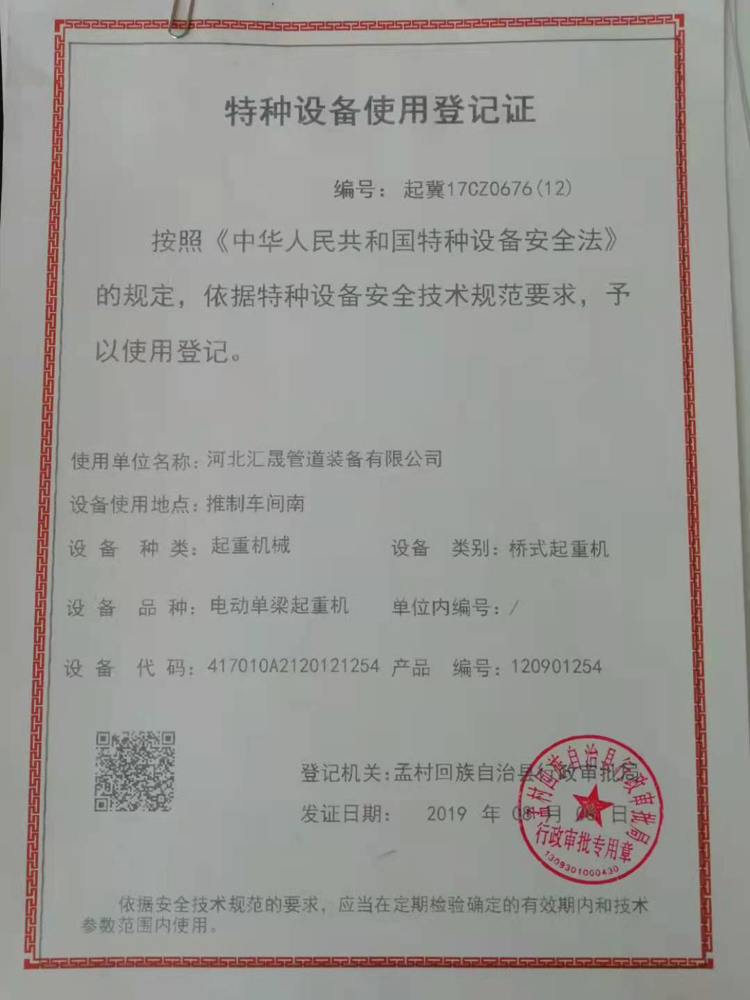 特种设备使用登记证
编号： 起冀17CZ0676(12)
按照《中华人民共和国特种设备安全法》
的规定，依据特种设备安全技术规范要求，予
以使用登记。
使用单位名称：河北汇晟管道装备有限公司
设备使用地点：推制车间南
设 备 种 类：起重机械 设备 类别：桥式起重机
设 备 品 种：电动单梁起重机 单位内编号：/
设 备 代 码：417010A2120121254 产品 编号：120901254
登记机关：孟村回族自治县行政审批局
发证日期： 2019 年 08 月 日
孟村回族自治县行政审批局
行政审批专用章
1309301000430
依据安全技术规范的要求，应当在定期检验确定的有效期内和技术
参数范围内使用。